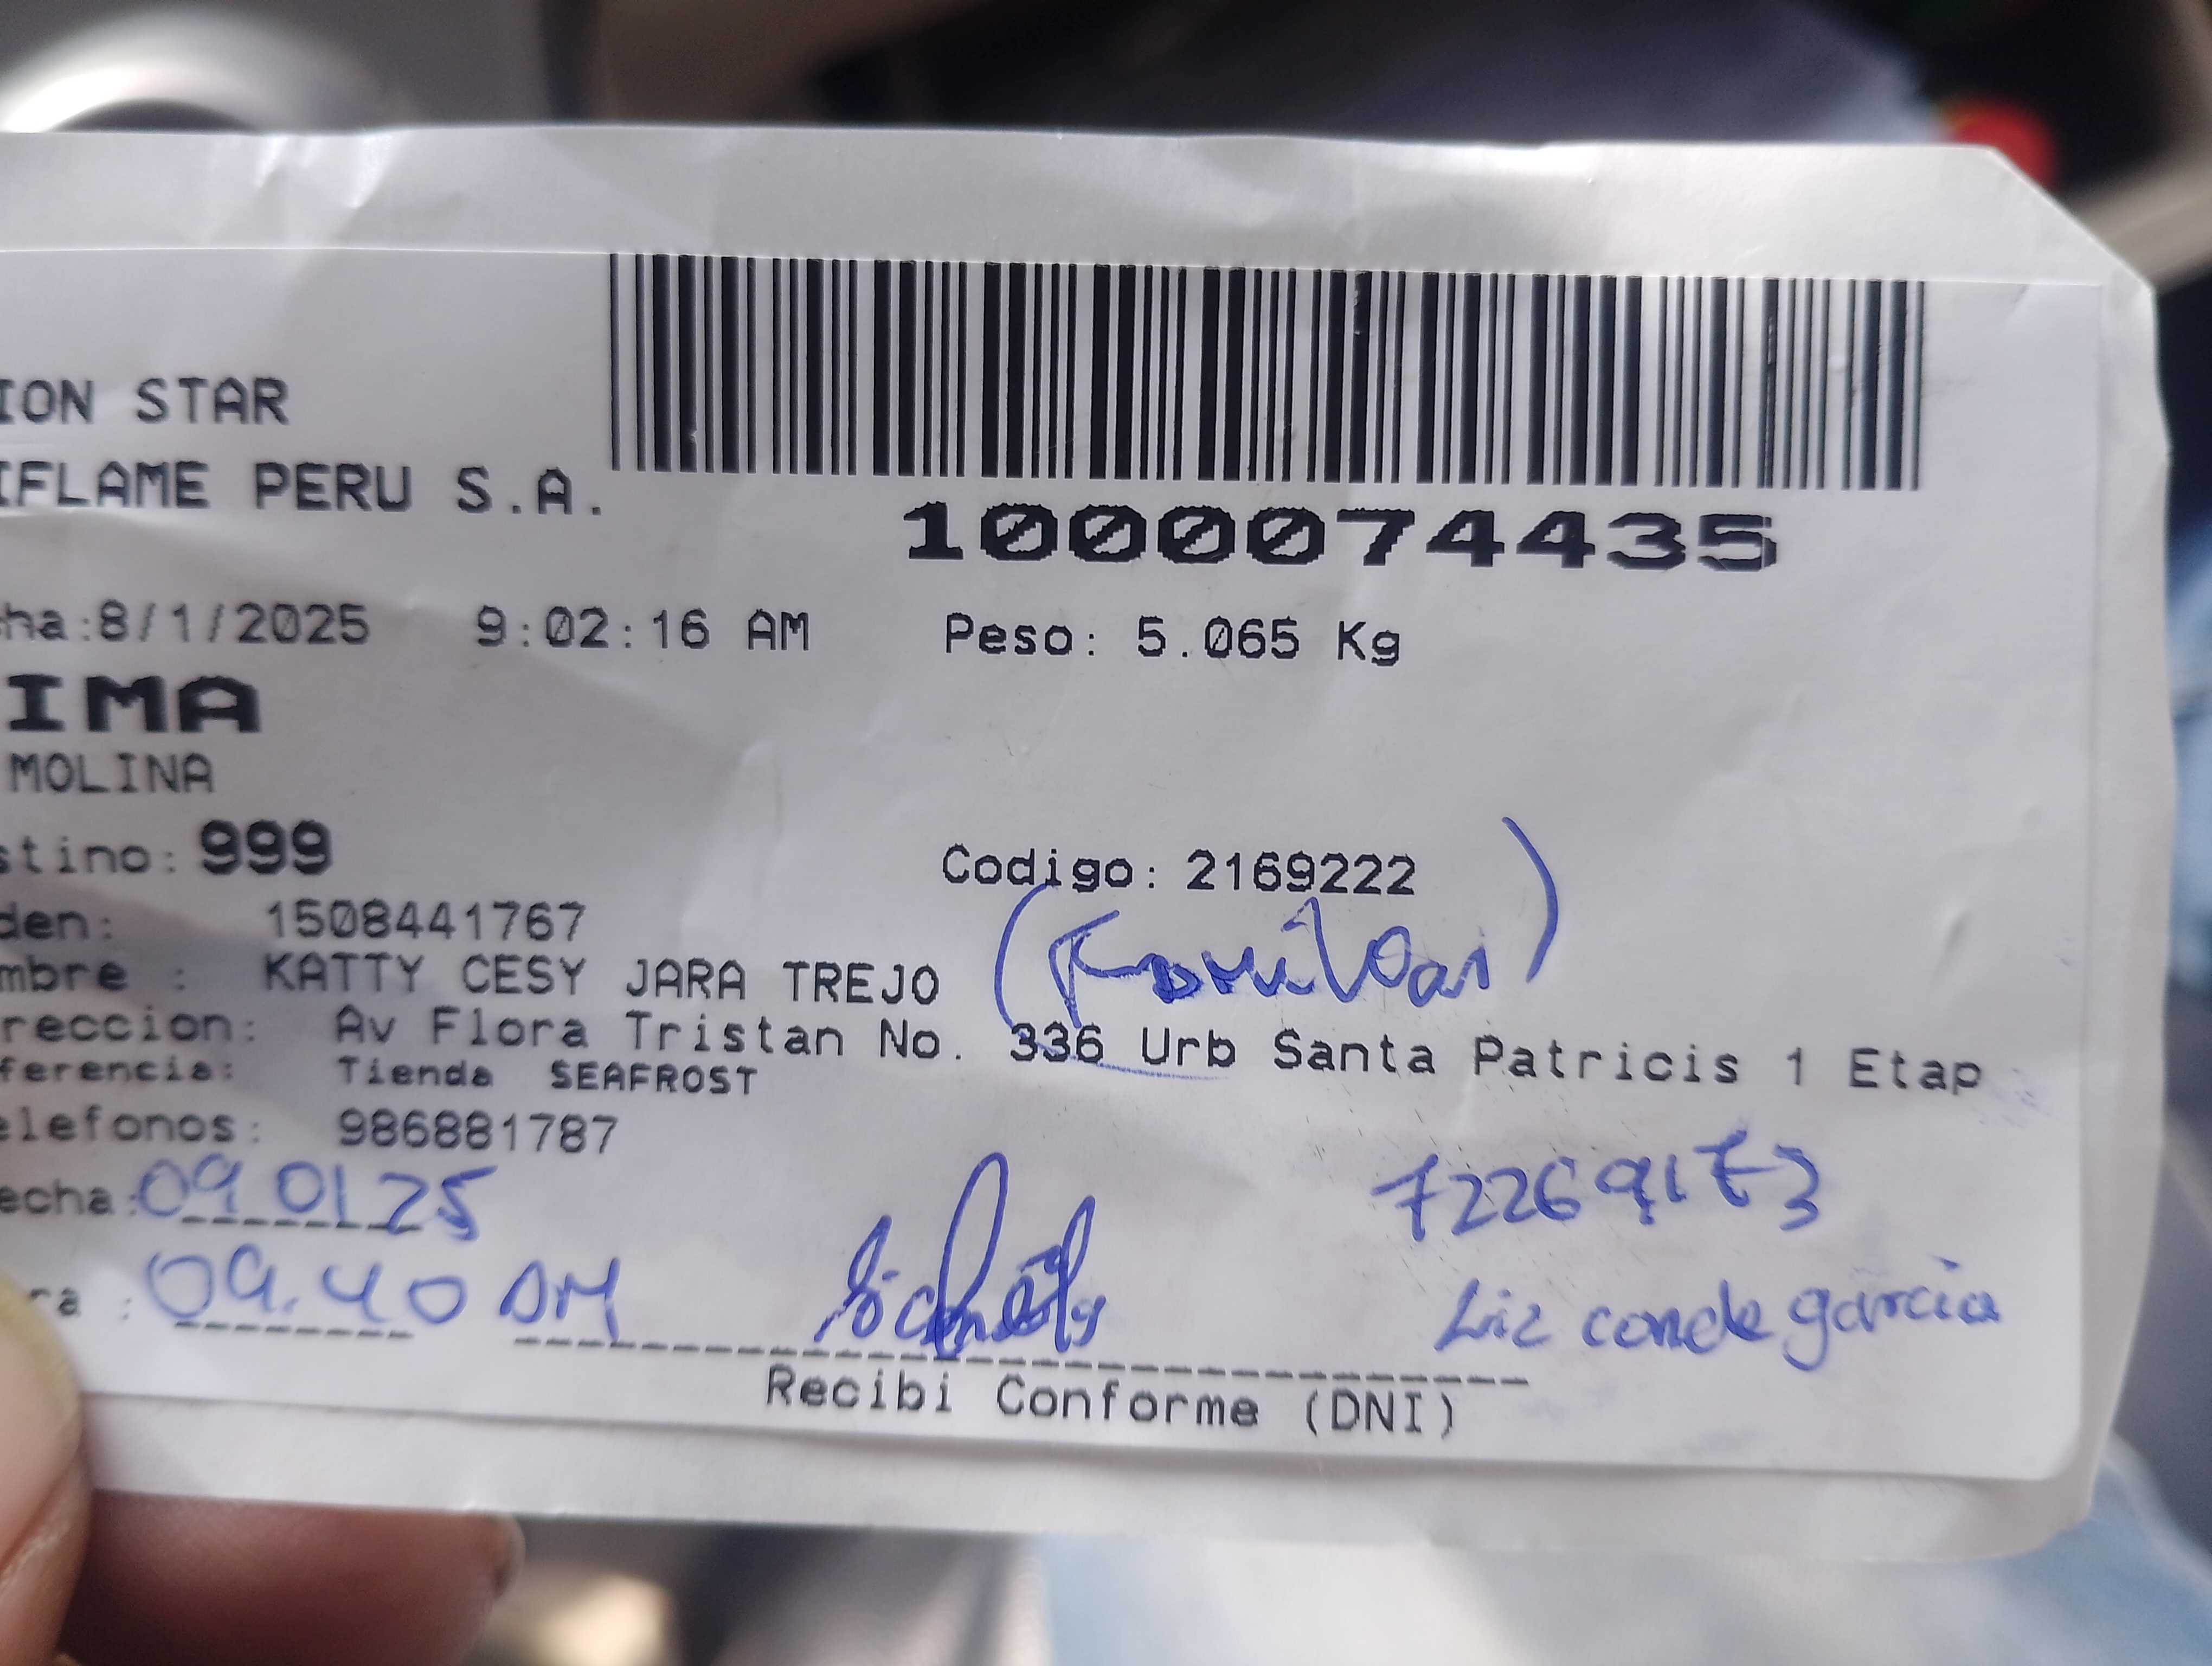 ION STAR
IFLAME PERU S.A.
1000074435
ha:8/1/2025 9:02:16 AM Peso: 5.065 Kg
IMA
MOLINA
stino: 999 Codigo: 2169222
den: 1508441767
mbre : KATTY CESY JARA TREJO (Familiar)
reccion: Av Flora Tristan No. 336 Urb Santa Patricis 1 Etap
ferencia: Tienda SEAFROST
elefonos: 986881787
echa: 09 01 25 72269173
ra : 09.40 AM Liz conde garcia
Recibi Conforme (DNI)